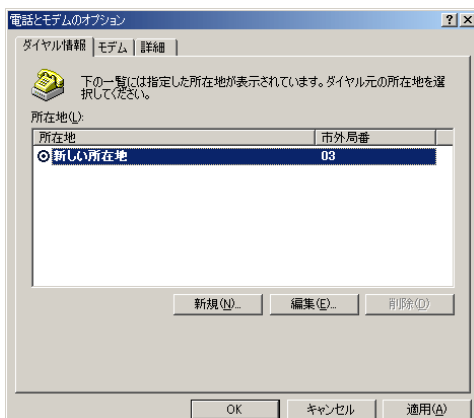 電話とモデムのオプション
ダイヤル情報 モデム 詳細
下の一覧には指定した所在地が表示されています。ダイヤル元の所在地を選
択してください。
所在地(L):
所在地 市外局番
新しい所在地 03
新規(N)... 編集(E)... 削除(D)
OK キャンセル 適用(A)